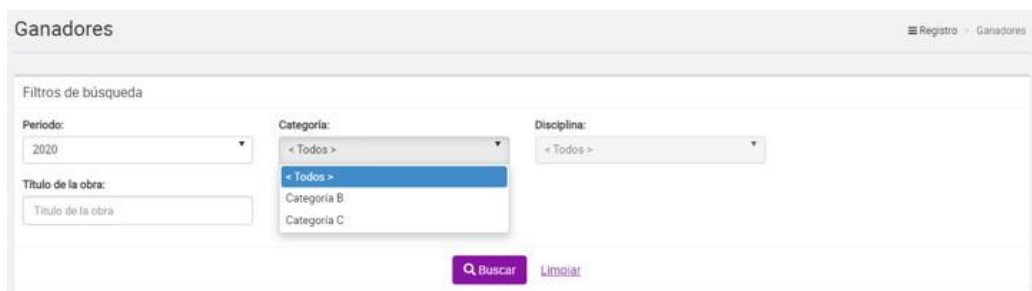 Ganadores
Registro Ganadores
Filtros de búsqueda
Periodo: Categoría: Disciplina:
2020 < Todos > < Todos >
< Todos >
Título de la obra:
Categoría B
Título de la obra
Categoría C
Buscar Limpiar